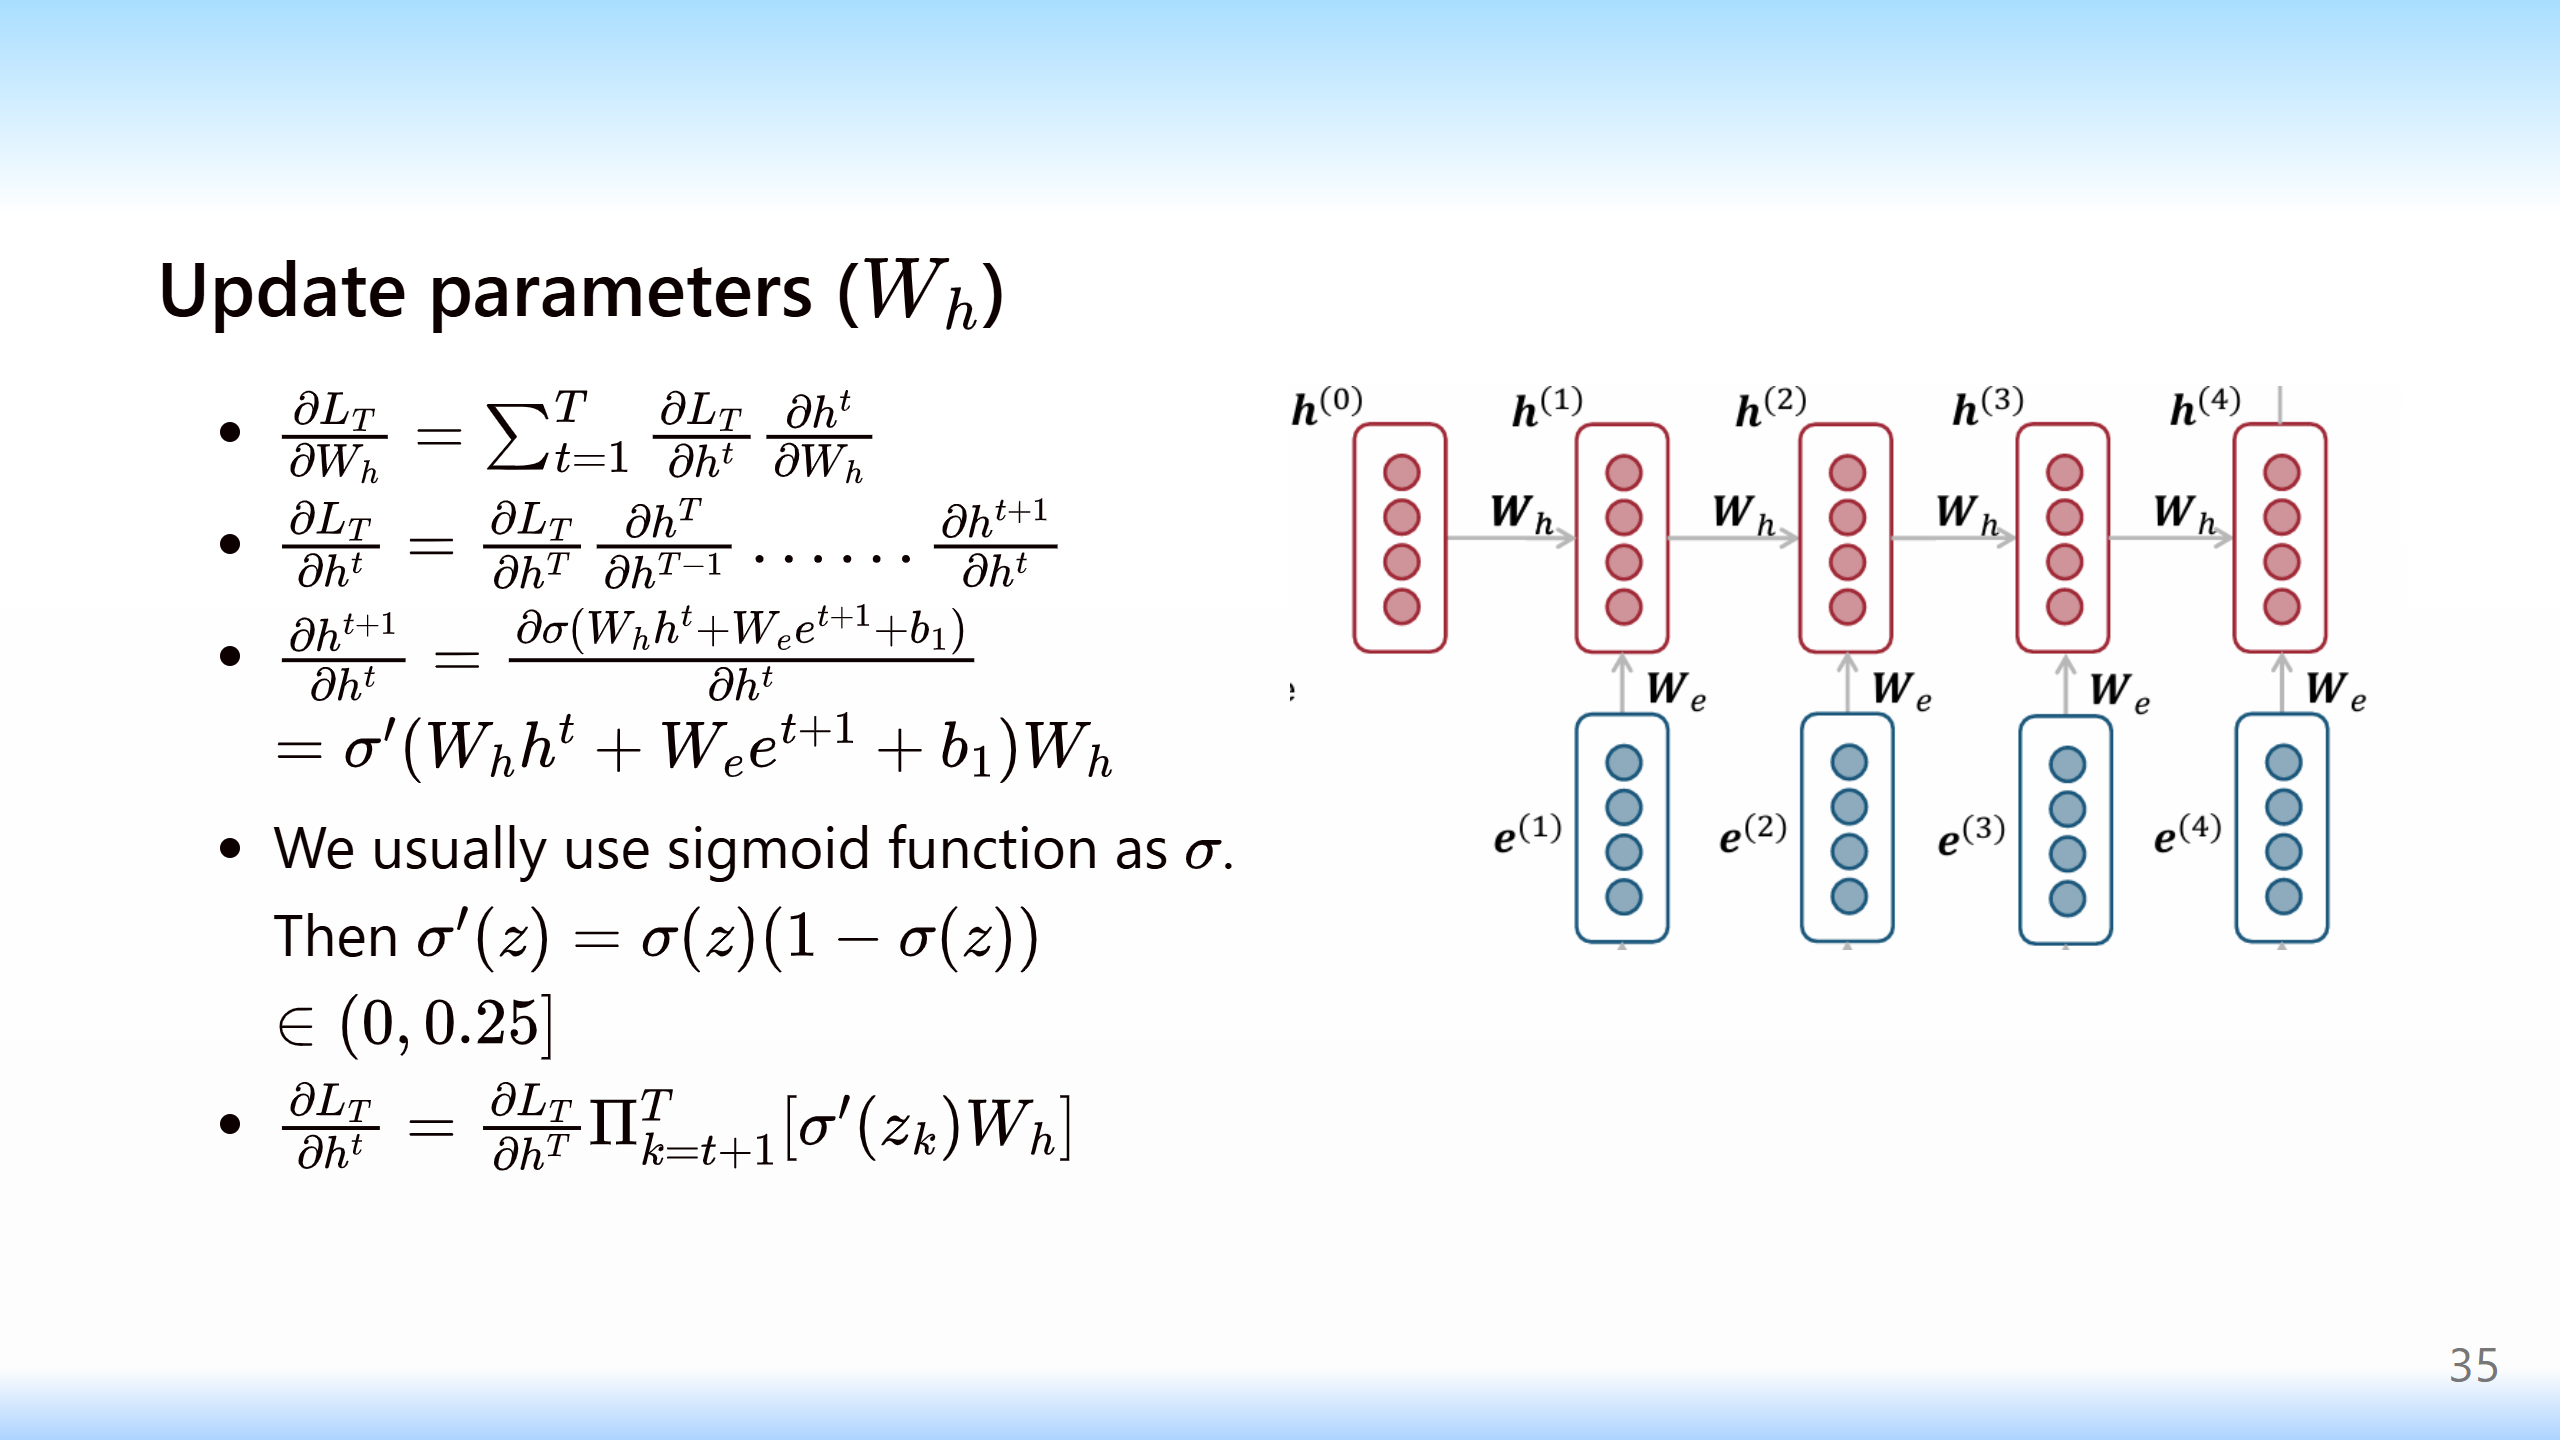 Update parameters (W_h)
• ∂L_T/∂W_h = ∑_{t=1}^{T} ∂L_T/∂h^t ∂h^t/∂W_h
• ∂L_T/∂h^t = ∂L_T/∂h^T ∂h^T/∂h^{T−1} ...... ∂h^{t+1}/∂h^t
• ∂h^{t+1}/∂h^t = ∂σ(W_h h^t+W_e e^{t+1}+b_1)/∂h^t
= σ′(W_h h^t + W_e e^{t+1} + b_1)W_h
• We usually use sigmoid function as σ.
Then σ′(z) = σ(z)(1 − σ(z))
∈ (0, 0.25]
• ∂L_T/∂h^t = ∂L_T/∂h^T Π_{k=t+1}^{T}[σ′(z_k)W_h]
h^(0) h^(1) h^(2) h^(3) h^(4)
W_h W_h W_h W_h
e
W_e W_e W_e W_e
e^(1) e^(2) e^(3) e^(4)
35